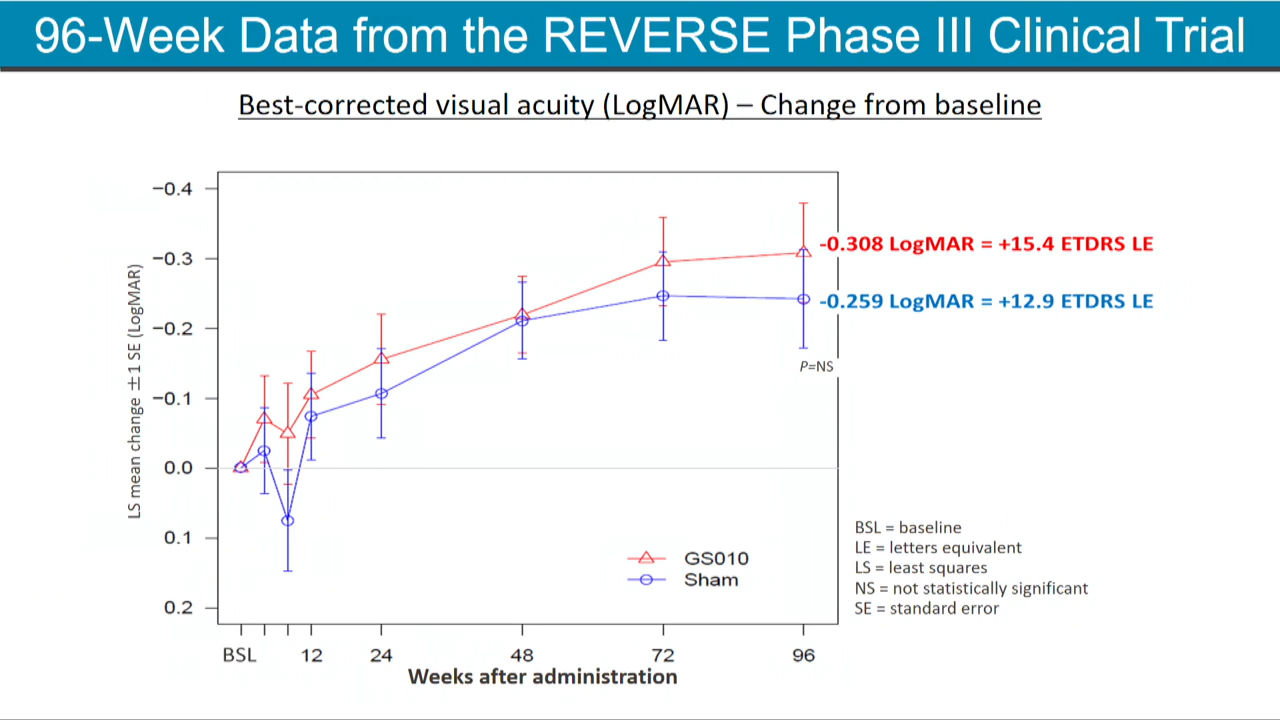 96-Week Data from the REVERSE Phase III Clinical Trial
Best-corrected visual acuity (LogMAR) – Change from baseline
LS mean change ±1 SE (LogMAR)
−0.4
−0.3
−0.2
−0.1
0.0
0.1
0.2
-0.308 LogMAR = +15.4 ETDRS LE
-0.259 LogMAR = +12.9 ETDRS LE
P=NS
GS010
Sham
BSL = baseline
LE = letters equivalent
LS = least squares
NS = not statistically significant
SE = standard error
BSL 12 24 48 72 96
Weeks after administration